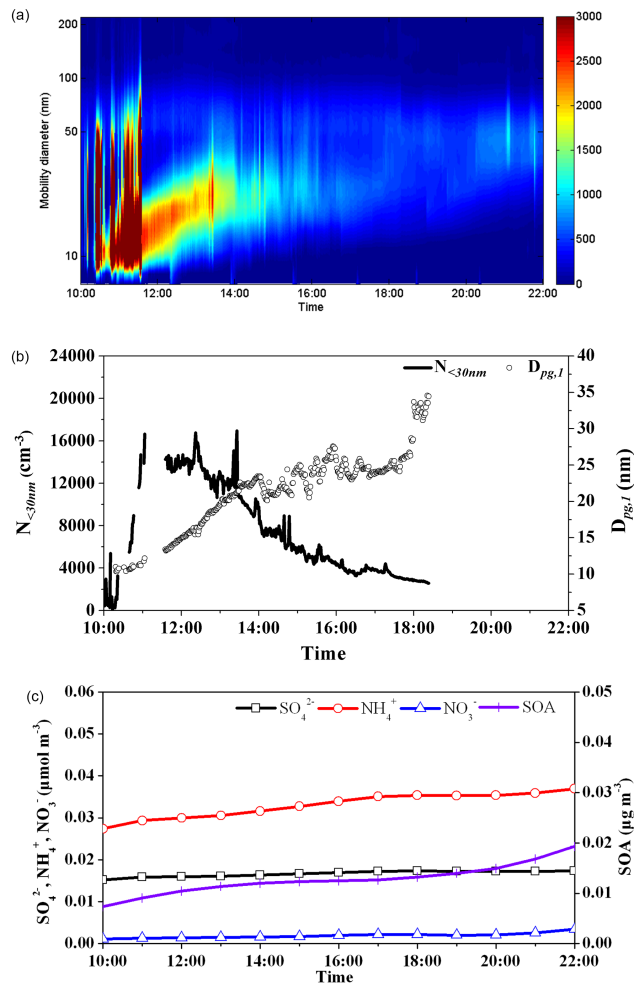 (a)
200
100
50
10
Mobility diameter (nm)
10:00 12:00 14:00 16:00 18:00 20:00 22:00
Time
3000
2500
2000
1500
1000
500
0
(b)
24000
20000
16000
12000
8000
4000
0
N<30nm (cm-3)
N<30nm Dpg,1
40
35
30
25
20
15
10
5
Dpg,1 (nm)
10:00 12:00 14:00 16:00 18:00 20:00 22:00
Time
(c)
0.06
0.05
0.04
0.03
0.02
0.01
0.00
SO4 2-, NH4 +, NO3 - (μmol m-3)
SO4 2- NH4 + NO3 - SOA
0.05
0.04
0.03
0.02
0.01
0.00
SOA (μg m-3)
10:00 12:00 14:00 16:00 18:00 20:00 22:00
Time